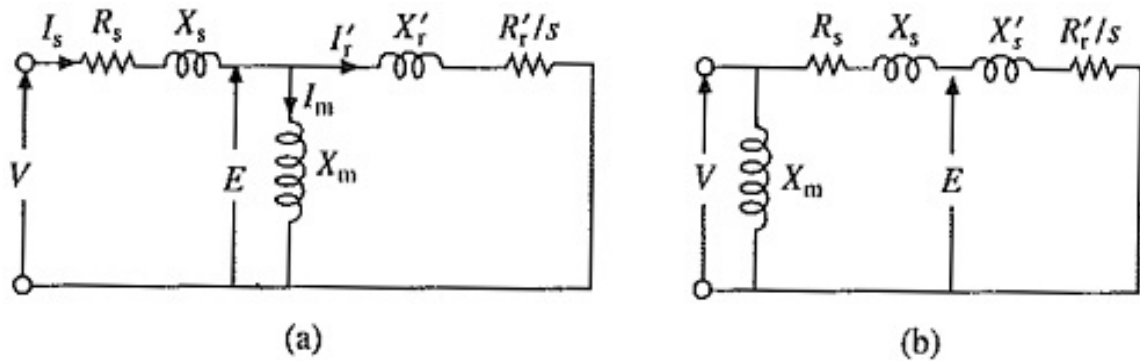 I_s R_s X_s I'_r X'_r R'_r/s
I_m
V E X_m
(a)
R_s X_s X'_s R'_r/s
V X_m E
(b)